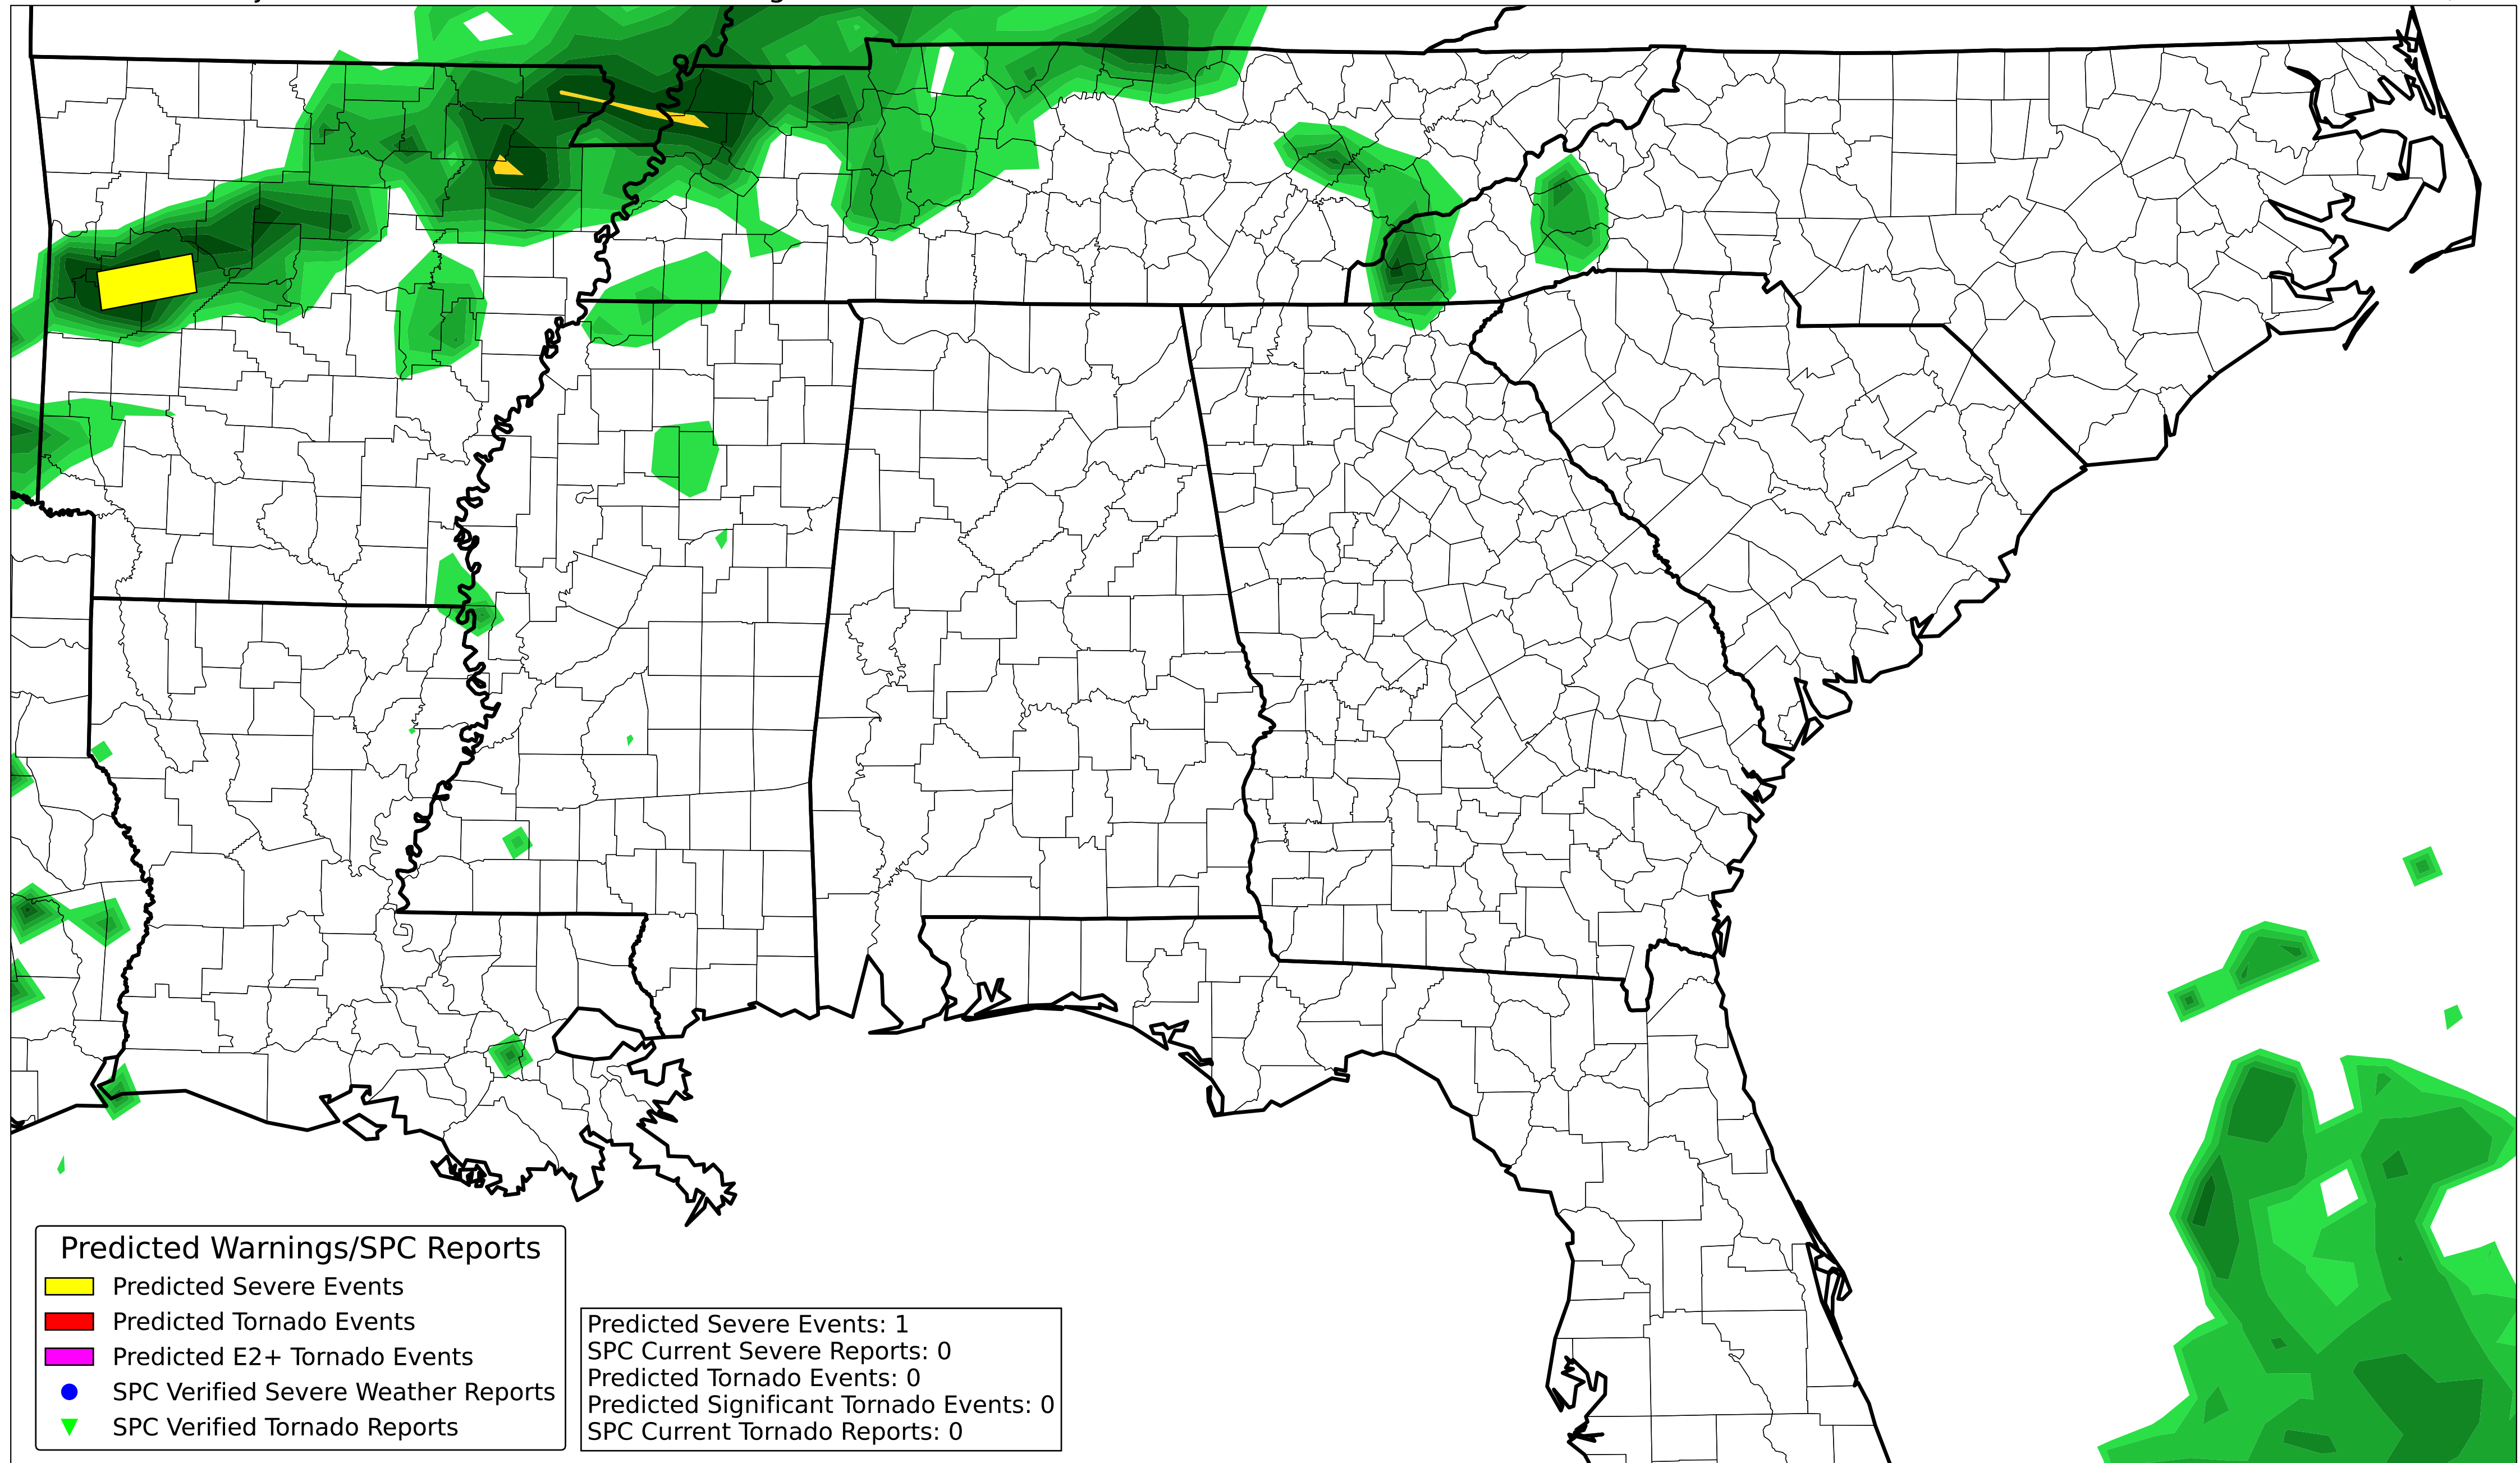 Predicted Warnings/SPC Reports
Predicted Severe Events
Predicted Tornado Events
Predicted E2+ Tornado Events
SPC Verified Severe Weather Reports
SPC Verified Tornado Reports
Predicted Severe Events: 1
SPC Current Severe Reports: 0
Predicted Tornado Events: 0
Predicted Significant Tornado Events: 0
SPC Current Tornado Reports: 0